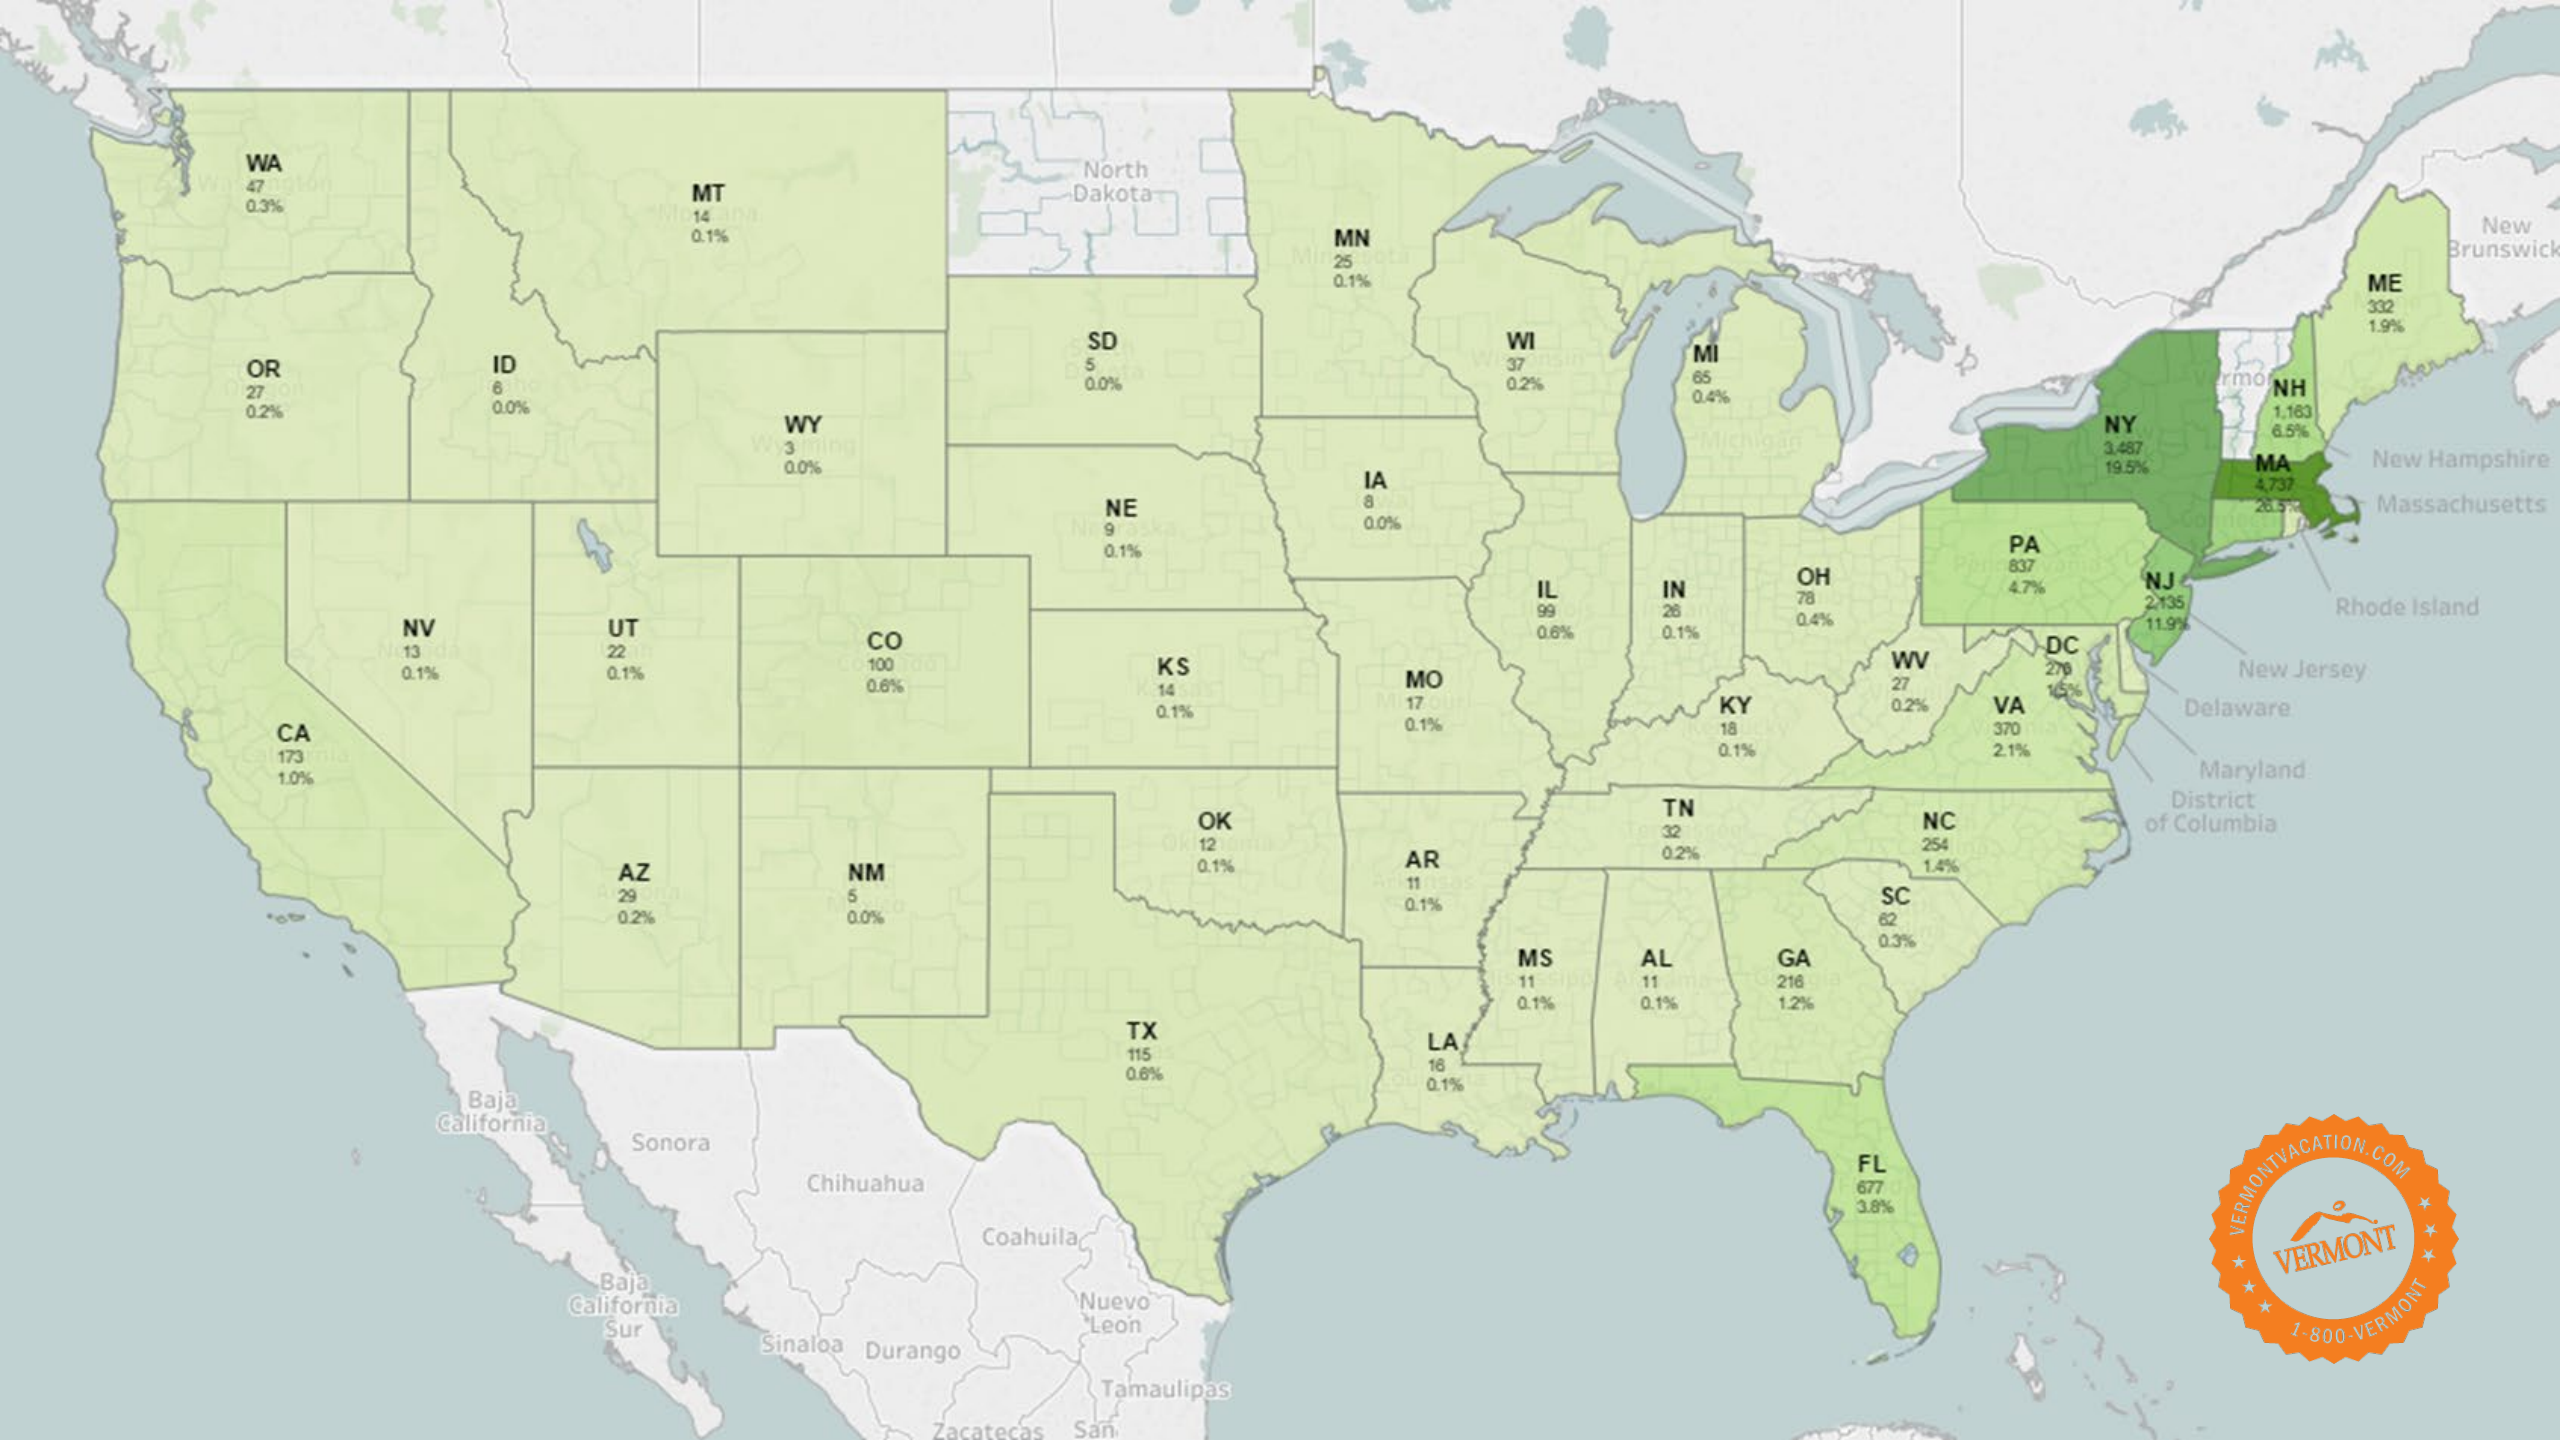 WA
47
0.3%
MT
14
0.1%
North
Dakota
MN
25
0.1%
New
Brunswick
ME
332
1.9%
OR
27
0.2%
ID
6
0.0%
SD
5
0.0%
WI
37
0.2%
MI
65
0.4%
Michigan
NH
1,163
6.5%
NY
3,487
19.5%
WY
3
0.0%
Wyoming
MA
4,737
26.5%
New Hampshire
Massachusetts
Rhode Island
NE
9
0.1%
IA
8
0.0%
PA
837
4.7%
NJ
2,135
11.9%
New Jersey
Delaware
Maryland
District
of Columbia
NV
13
0.1%
UT
22
0.1%
CO
100
0.6%
KS
14
0.1%
MO
17
0.1%
IL
99
0.6%
IN
26
0.1%
OH
78
0.4%
WV
27
0.2%
DC
1.5%
KY
18
0.1%
VA
370
2.1%
CA
173
1.0%
AZ
29
0.2%
NM
5
0.0%
OK
12
0.1%
AR
11
0.1%
TN
32
0.2%
NC
254
1.4%
SC
62
0.3%
MS
11
0.1%
AL
11
0.1%
GA
216
1.2%
TX
115
0.6%
LA
16
0.1%
FL
677
3.8%
Baja
California
Sonora
Chihuahua
Coahuila
Baja
California
Sur
Nuevo
Leon
Sinaloa
Durango
Tamaulipas
Zacatecas
San
VERMONTVACATION.COM
VERMONT
1-800-VERMONT